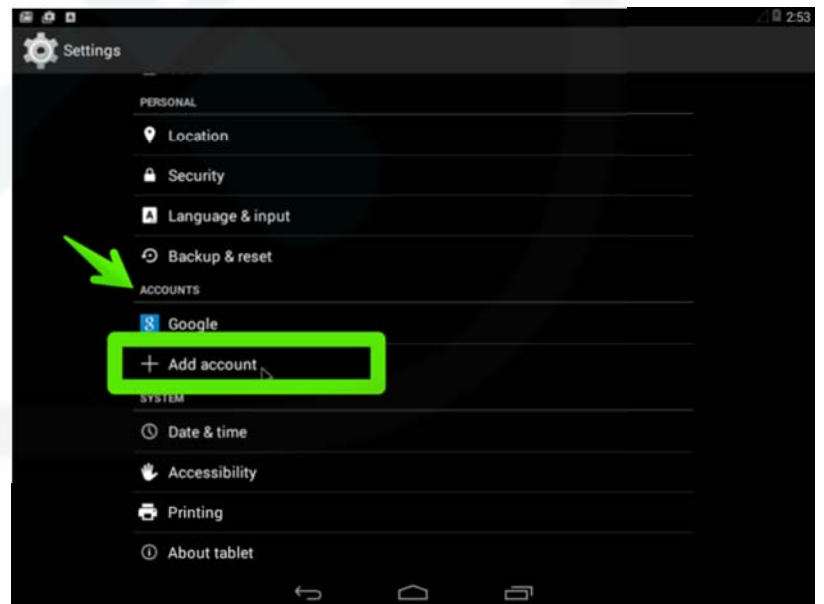 2:53
Settings
PERSONAL
Location
Security
A Language & input
Backup & reset
ACCOUNTS
8 Google
Add account
SYSTEM
Date & time
Accessibility
Printing
About tablet